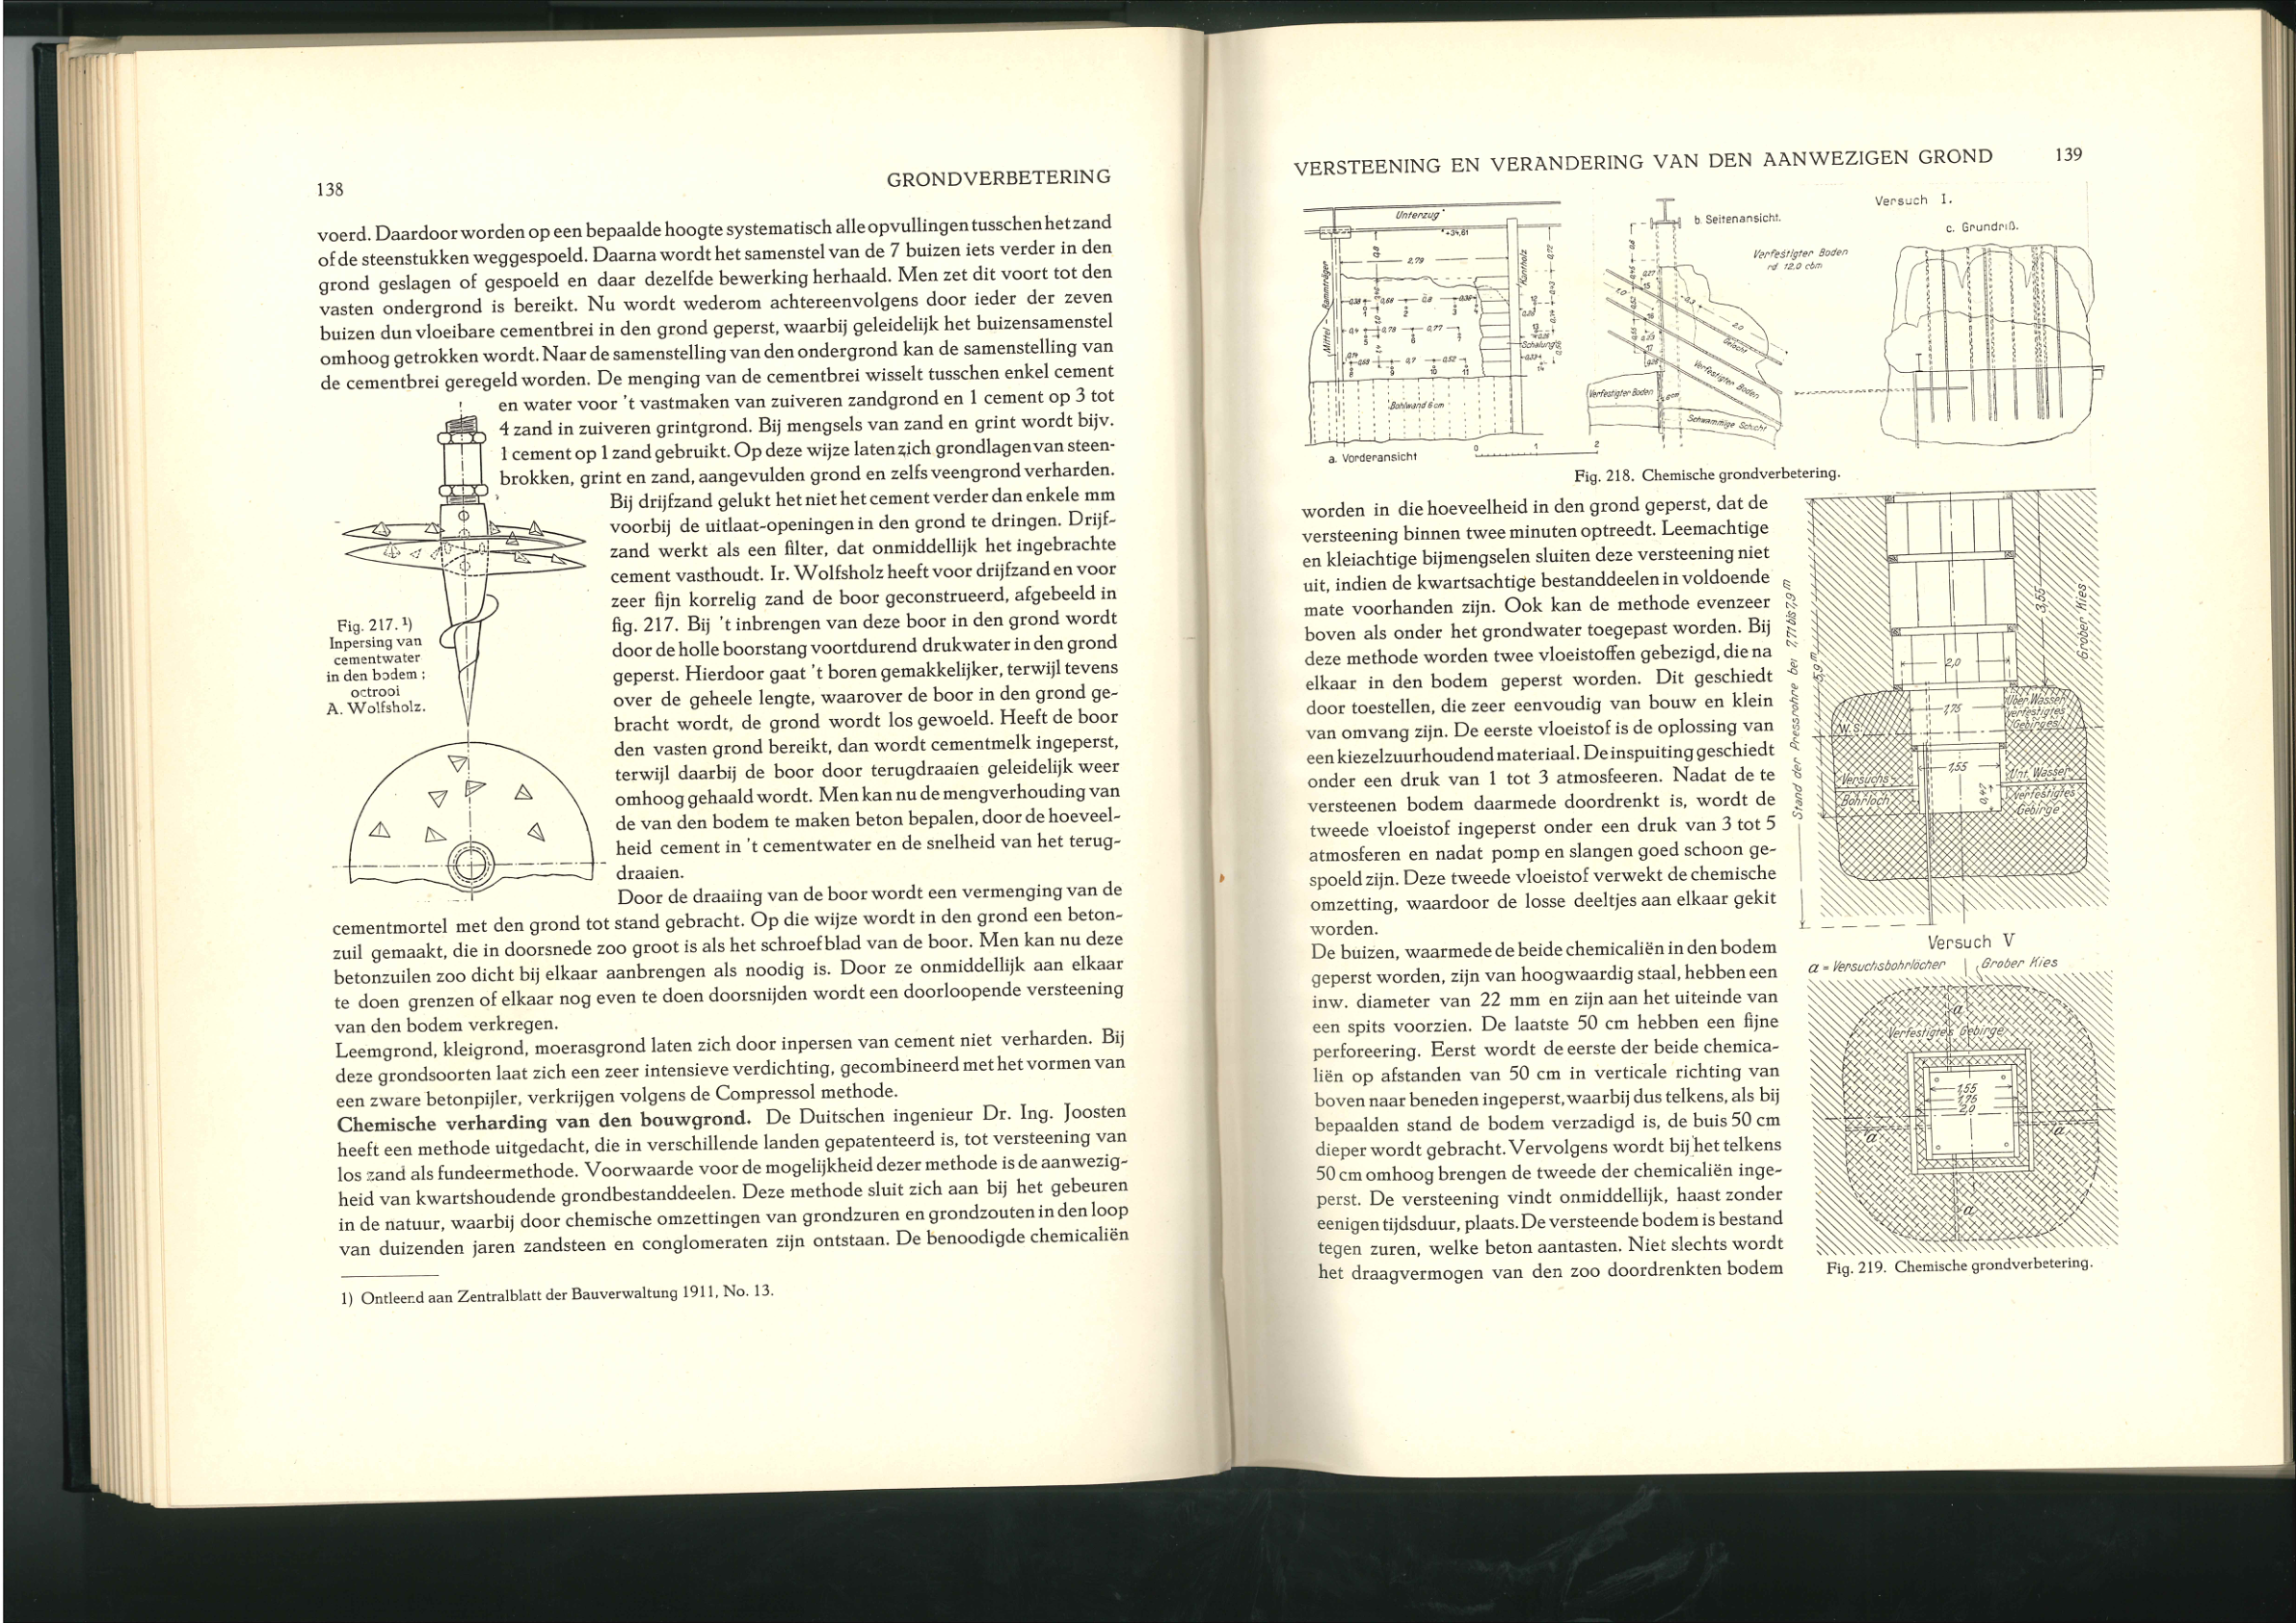 138
GRONDVERBETERING
voerd. Daardoor worden op een bepaalde hoogte systematisch alle opvullingen tusschen het zand
of de steenstukken weggespoeld. Daarna wordt het samenstel van de 7 buizen iets verder in den
grond geslagen of gespoeld en daar dezelfde bewerking herhaald. Men zet dit voort tot den
vasten ondergrond is bereikt. Nu wordt wederom achtereenvolgens door ieder der zeven
buizen dun vloeibare cementbrei in den grond geperst, waarbij geleidelijk het buizensamenstel
omhoog getrokken wordt. Naar de samenstelling van den ondergrond kan de samenstelling van
de cementbrei geregeld worden. De menging van de cementbrei wisselt tusschen enkel cement
en water voor 't vastmaken van zuiveren zandgrond en 1 cement op 3 tot
4 zand in zuiveren grintgrond. Bij mengsels van zand en grint wordt bijv.
1 cement op 1 zand gebruikt. Op deze wijze laten zich grondlagen van steen-
brokken, grint en zand, aangevulden grond en zelfs veengrond verharden.
Bij drijfzand gelukt het niet het cement verder dan enkele mm
voorbij de uitlaat-openingen in den grond te dringen. Drijf-
zand werkt als een filter, dat onmiddellijk het ingebrachte
cement vasthoudt. Ir. Wolfsholz heeft voor drijfzand en voor
zeer fijn korrelig zand de boor geconstrueerd, afgebeeld in
fig. 217. Bij 't inbrengen van deze boor in den grond wordt
door de holle boorstang voortdurend drukwater in den grond
geperst. Hierdoor gaat 't boren gemakkelijker, terwijl tevens
over de geheele lengte, waarover de boor in den grond ge-
bracht wordt, de grond wordt los gewoeld. Heeft de boor
den vasten grond bereikt, dan wordt cementmelk ingeperst,
terwijl daarbij de boor door terugdraaien geleidelijk weer
omhoog gehaald wordt. Men kan nu de mengverhouding van
de van den bodem te maken beton bepalen, door de hoeveel-
heid cement in 't cementwater en de snelheid van het terug-
draaien.
Door de draaiing van de boor wordt een vermenging van de
cementmortel met den grond tot stand gebracht. Op die wijze wordt in den grond een beton-
zuil gemaakt, die in doorsnede zoo groot is als het schroefblad van de boor. Men kan nu deze
betonzuilen zoo dicht bij elkaar aanbrengen als noodig is. Door ze onmiddellijk aan elkaar
te doen grenzen of elkaar nog even te doen doorsnijden wordt een doorloopende versteening
van den bodem verkregen.
Leemgrond, kleigrond, moerasgrond laten zich door inpersen van cement niet verharden. Bij
deze grondsoorten laat zich een zeer intensieve verdichting, gecombineerd met het vormen van
een zware betonpijler, verkrijgen volgens de Compressol methode.
Chemische verharding van den bouwgrond. De Duitschen ingenieur Dr. Ing. Joosten
heeft een methode uitgedacht, die in verschillende landen gepatenteerd is, tot versteening van
los zand als fundeermethode. Voorwaarde voor de mogelijkheid dezer methode is de aanwezig-
heid van kwartshoudende grondbestanddeelen. Deze methode sluit zich aan bij het gebeuren
in de natuur, waarbij door chemische omzettingen van grondzuren en grondzouten in den loop
van duizenden jaren zandsteen en conglomeraten zijn ontstaan. De benoodigde chemicaliën
Fig. 217. 1)
Inpersing van
cementwater
in den bodem ;
octrooi
A. Wolfsholz.
1) Ontleend aan Zentralblatt der Bauverwaltung 1911, No. 13.
VERSTEENING EN VERANDERING VAN DEN AANWEZIGEN GROND
139
Unterzug
+34,61
2,79
Mittel - Rammträger
Kantholz
Schalung
Bohlwand 6 cm
a. Vorderansicht
0 1 2
b. Seitenansicht.
Verfestigter Boden
rd 12,0 cbm
Verfestigter Boden
Verfestigter Boden
Schwammige Schicht
Versuch I.
c. Grundriß.
Fig. 218. Chemische grondverbetering.
worden in die hoeveelheid in den grond geperst, dat de
versteening binnen twee minuten optreedt. Leemachtige
en kleiachtige bijmengselen sluiten deze versteening niet
uit, indien de kwartsachtige bestanddeelen in voldoende
mate voorhanden zijn. Ook kan de methode evenzeer
boven als onder het grondwater toegepast worden. Bij
deze methode worden twee vloeistoffen gebezigd, die na
elkaar in den bodem geperst worden. Dit geschiedt
door toestellen, die zeer eenvoudig van bouw en klein
van omvang zijn. De eerste vloeistof is de oplossing van
een kiezelzuurhoudend materiaal. De inspuiting geschiedt
onder een druk van 1 tot 3 atmosfeeren. Nadat de te
versteenen bodem daarmede doordrenkt is, wordt de
tweede vloeistof ingeperst onder een druk van 3 tot 5
atmosferen en nadat pomp en slangen goed schoon ge-
spoeld zijn. Deze tweede vloeistof verwekt de chemische
omzetting, waardoor de losse deeltjes aan elkaar gekit
worden.
De buizen, waarmede de beide chemicaliën in den bodem
geperst worden, zijn van hoogwaardig staal, hebben een
inw. diameter van 22 mm en zijn aan het uiteinde van
een spits voorzien. De laatste 50 cm hebben een fijne
perforeering. Eerst wordt de eerste der beide chemica-
liën op afstanden van 50 cm in verticale richting van
boven naar beneden ingeperst, waarbij dus telkens, als bij
bepaalden stand de bodem verzadigd is, de buis 50 cm
dieper wordt gebracht. Vervolgens wordt bij het telkens
50 cm omhoog brengen de tweede der chemicaliën inge-
perst. De versteening vindt onmiddellijk, haast zonder
eenigen tijdsduur, plaats. De versteende bodem is bestand
tegen zuren, welke beton aantasten. Niet slechts wordt
het draagvermogen van den zoo doordrenkten bodem
Stand der Pressrohre bei 7,71 bis 7,9 m
5,9 m
3,55
Grober Kies
2,0
1,75
Über Wasser
verfestigtes
Gebirges
W.S.
1,55
0,47
Versuchs-
Bohrloch
Unt. Wasser
verfestigtes
Gebirge
Versuch V
a = Versuchsbohrlöcher
Grober Kies
a
Verfestigtes Gebirge
1,55
1,75
2,0
a
a
a
Fig. 219. Chemische grondverbetering.